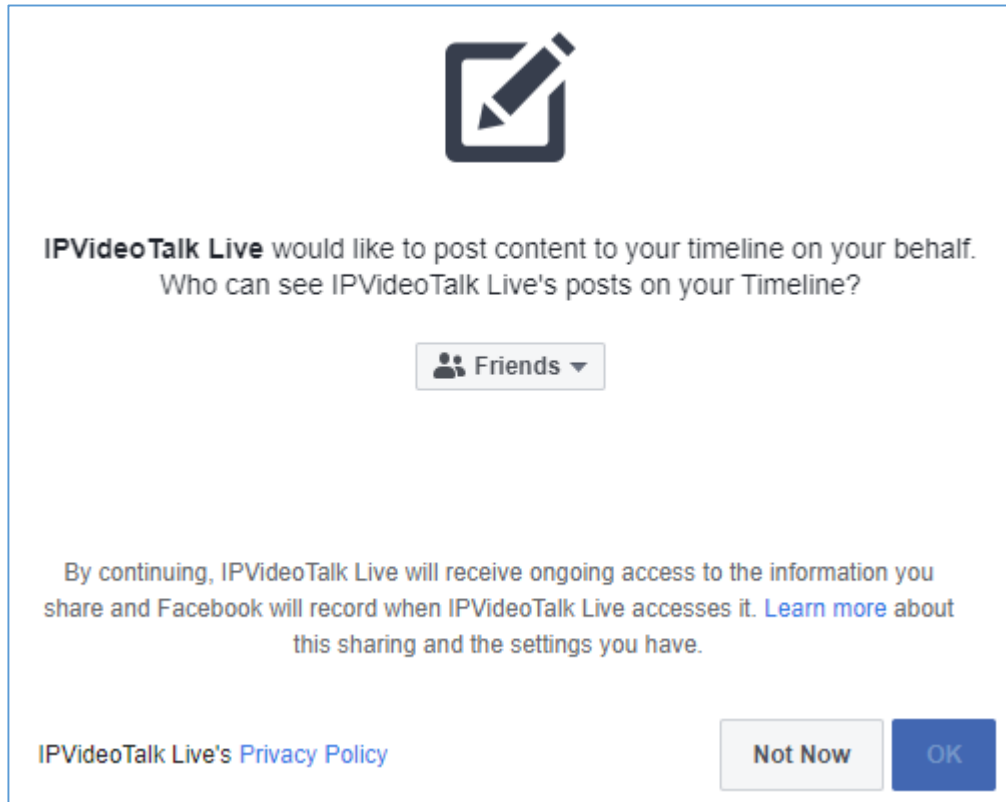 IPVideoTalk Live would like to post content to your timeline on your behalf.
Who can see IPVideoTalk Live's posts on your Timeline?
Friends
By continuing, IPVideoTalk Live will receive ongoing access to the information you
share and Facebook will record when IPVideoTalk Live accesses it. Learn more about
this sharing and the settings you have.
IPVideoTalk Live's Privacy Policy Not Now OK